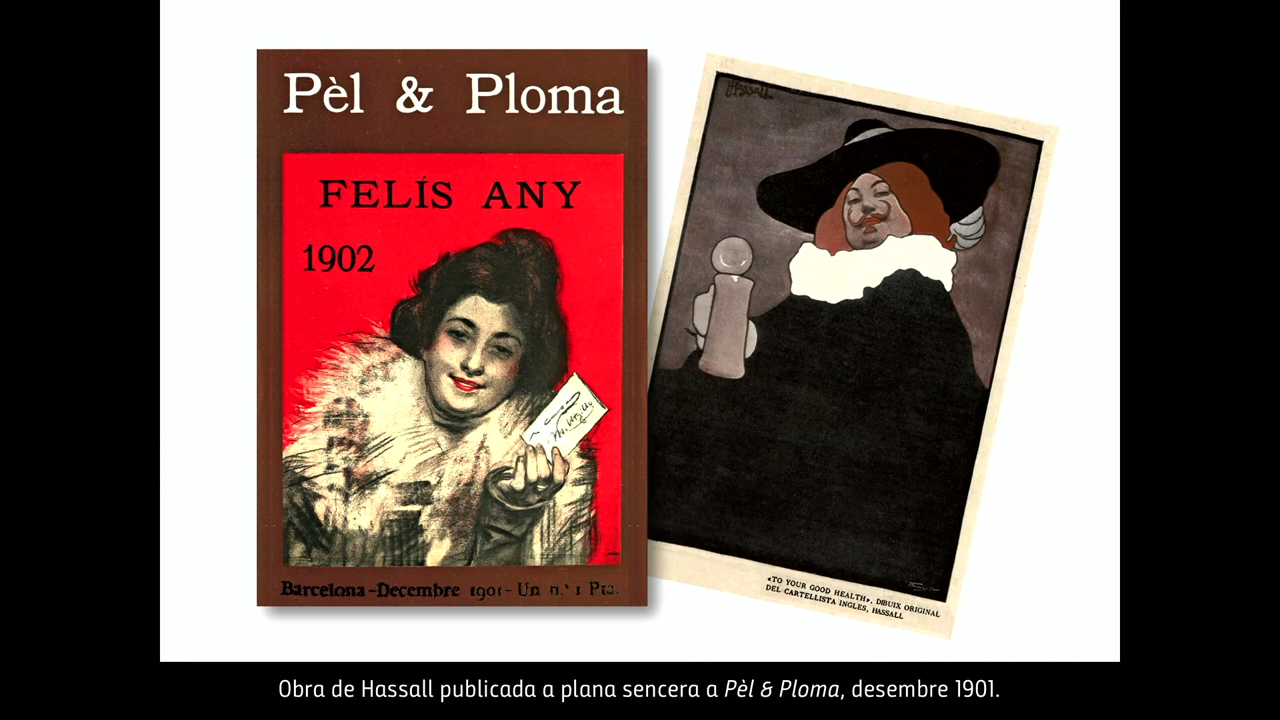 Pèl & Ploma
FELÍS ANY
1902
Barcelona-Decembre 1901-Un n.º 1 Pta.
Hassall
«TO YOUR GOOD HEALTH», DIBUIX ORIGINAL
DEL CARTELLISTA INGLES, HASSALL
Obra de Hassall publicada a plana sencera a Pèl & Ploma, desembre 1901.